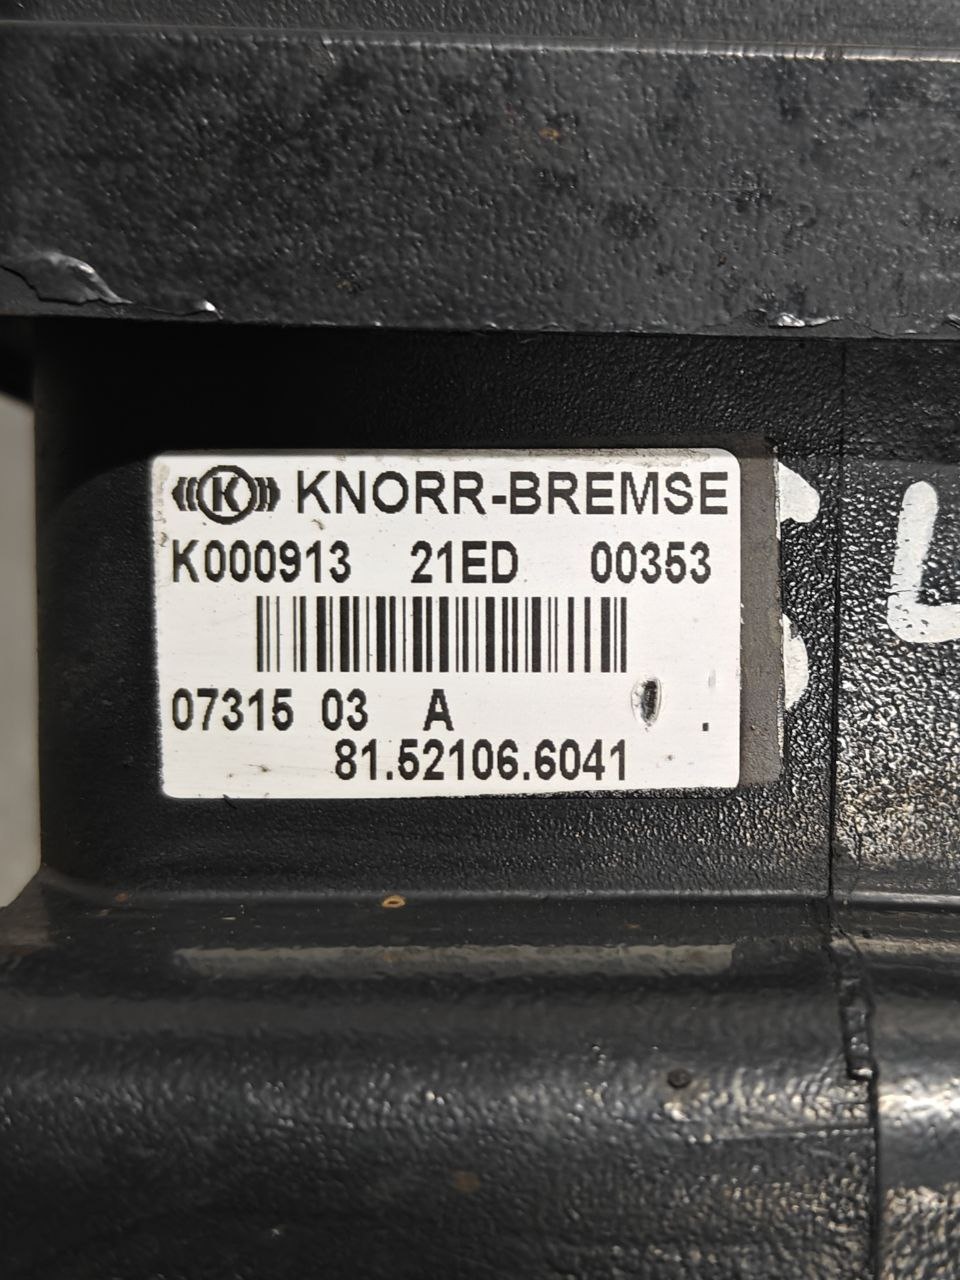 K KNORR-BREMSE
K000913 21ED 00353
07315 03 A
81.52106.6041
L